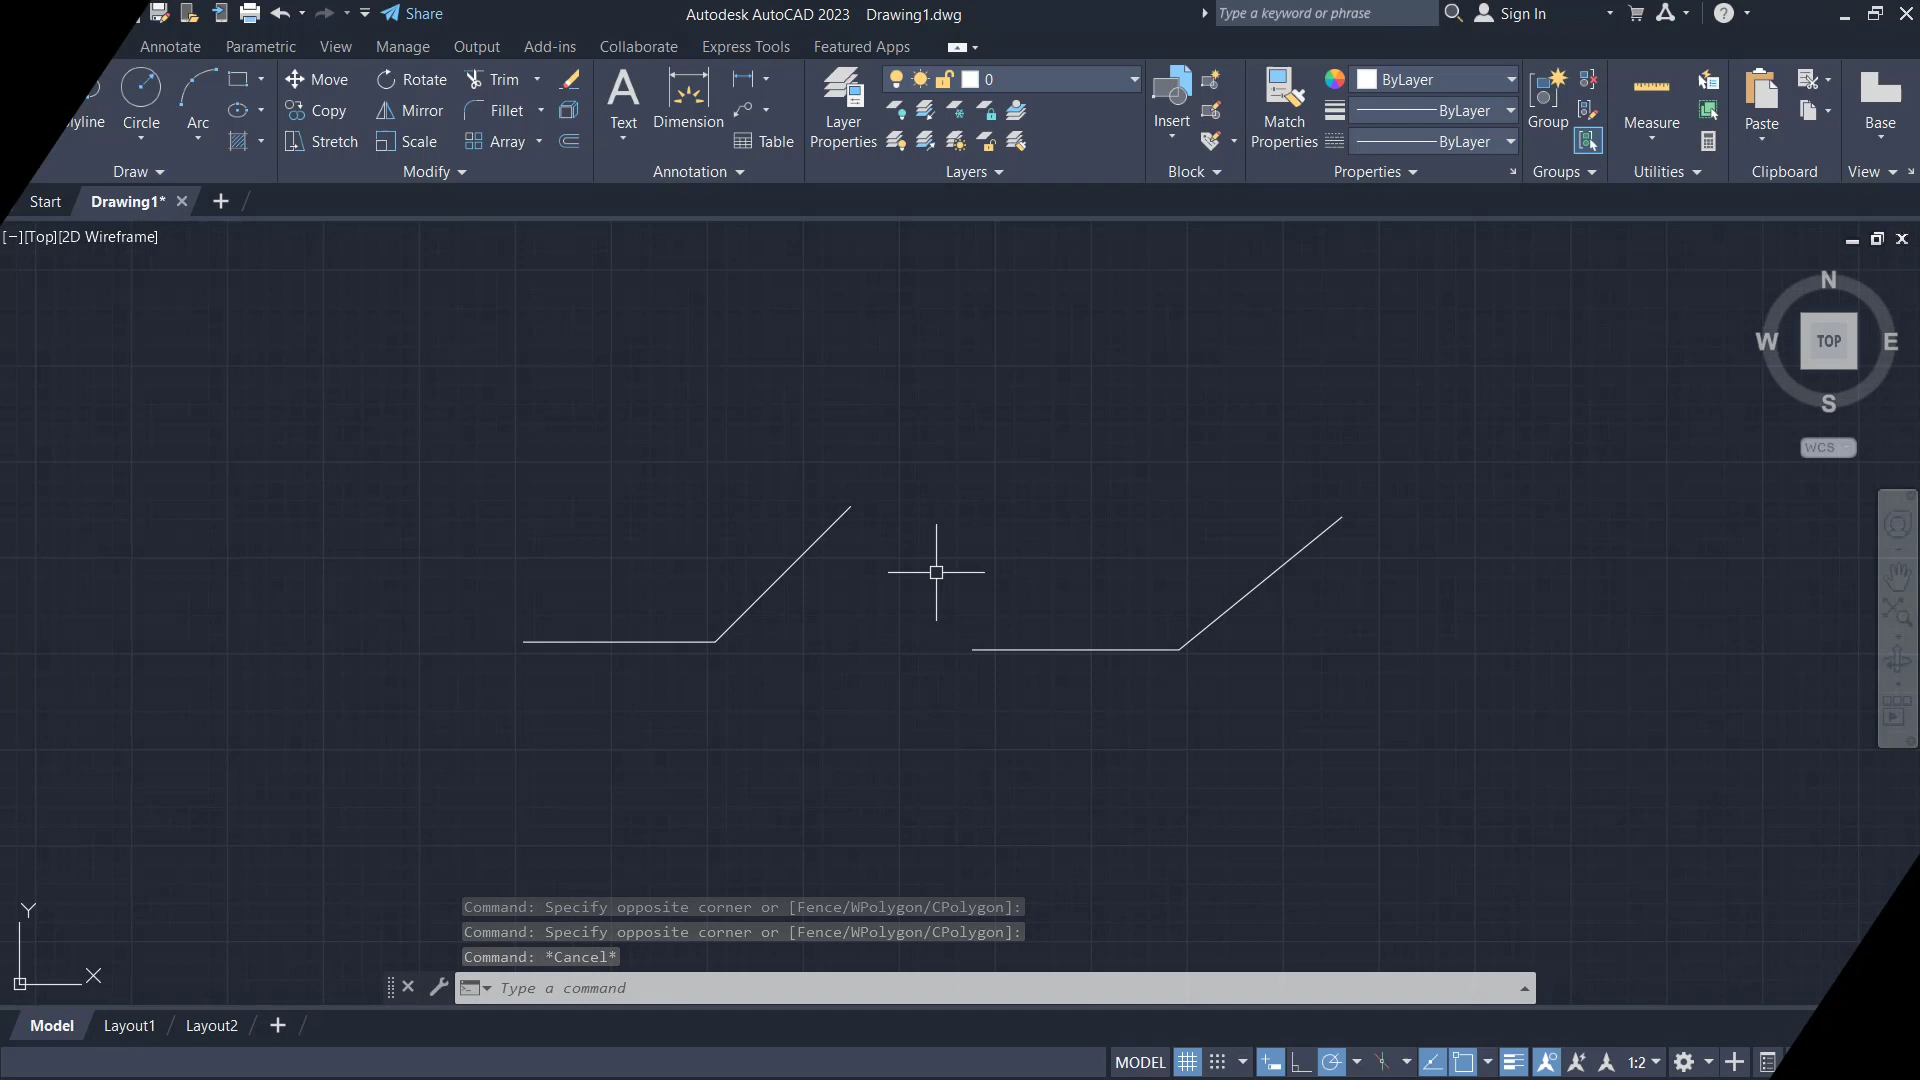 Share
Autodesk AutoCAD 2023 Drawing1.dwg
Type a keyword or phrase
Sign In
Annotate Parametric View Manage Output Add-ins Collaborate Express Tools Featured Apps
Move Rotate Trim
0
ByLayer
Circle Arc
Copy Mirror Fillet
Text Dimension
Layer Properties
Insert
Match Properties
ByLayer
Group Measure Paste Base
Stretch Scale Array
Table
ByLayer
Draw Modify Annotation Layers Block Properties Groups Utilities Clipboard View
Start Drawing1*
[−][Top][2D Wireframe]
N
W TOP E
S
WCS
Y
X
Command: Specify opposite corner or [Fence/WPolygon/CPolygon]:
Command: Specify opposite corner or [Fence/WPolygon/CPolygon]:
Command: *Cancel*
Type a command
Model Layout1 Layout2
MODEL 1:2